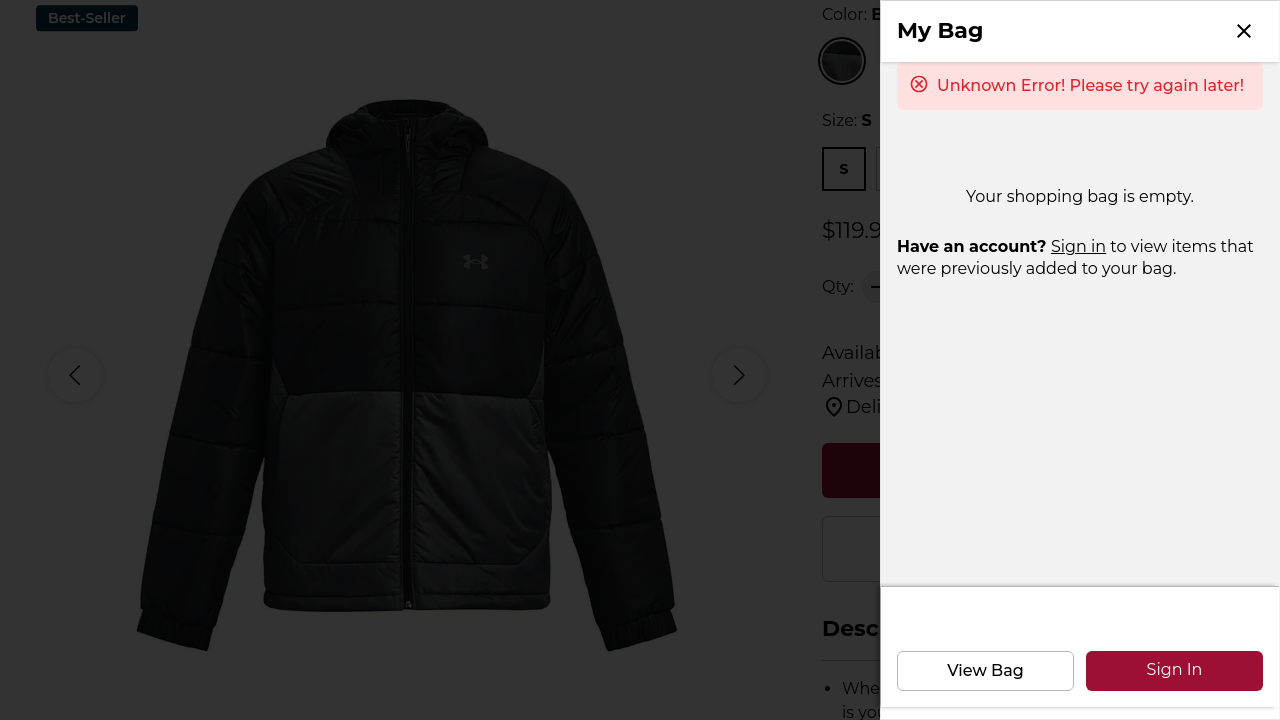 Best-Seller
Color: B
Size: S
S
$119.9
Qty:
Availab
Arrives
Deli
Desc
Whe
is you
My Bag
Unknown Error! Please try again later!
Your shopping bag is empty.
Have an account? Sign in to view items that
were previously added to your bag.
View Bag
Sign In